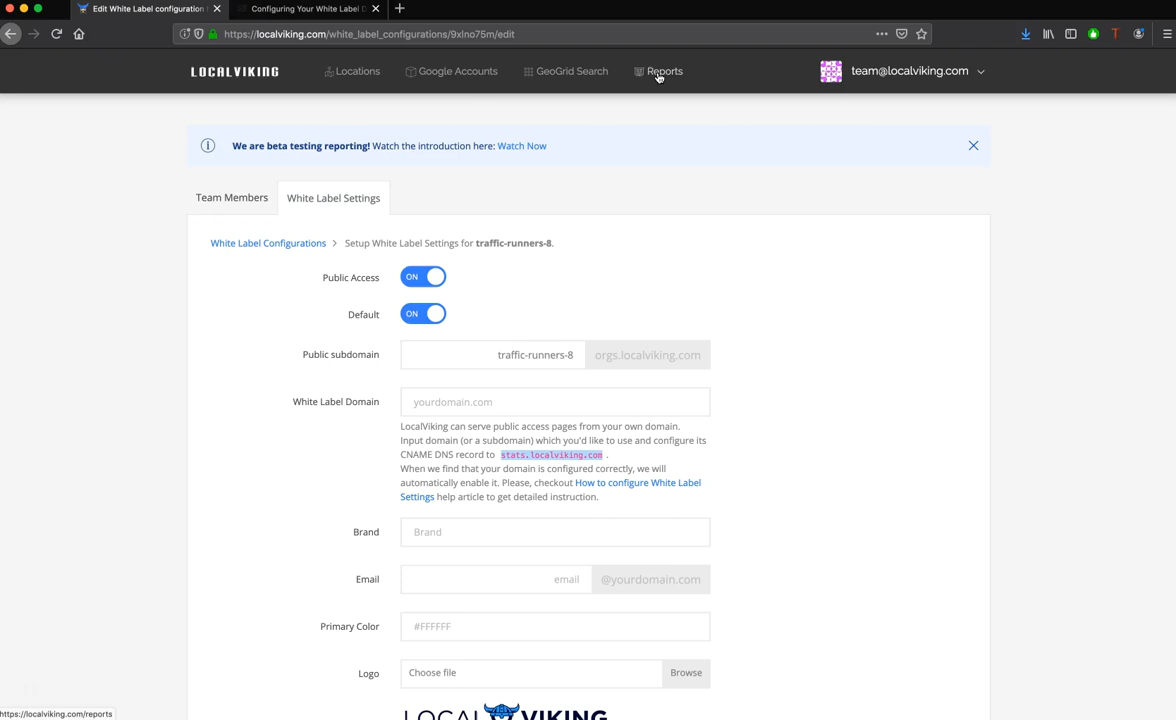 Edit White Label configuration
Configuring Your White Label D
https://localviking.com/white_label_configurations/9xlno75m/edit
LOCALVIKING
Locations
Google Accounts
GeoGrid Search
Reports
team@localviking.com
We are beta testing reporting! Watch the introduction here: Watch Now
Team Members
White Label Settings
White Label Configurations > Setup White Label Settings for traffic-runners-8.
Public Access
ON
Default
ON
Public subdomain
traffic-runners-8
orgs.localviking.com
White Label Domain
yourdomain.com
LocalViking can serve public access pages from your own domain.
Input domain (or a subdomain) which you'd like to use and configure its
CNAME DNS record to stats.localviking.com .
When we find that your domain is configured correctly, we will
automatically enable it. Please, checkout How to configure White Label
Settings help article to get detailed instruction.
Brand
Brand
Email
email
@yourdomain.com
Primary Color
#FFFFFF
Logo
Choose file
Browse
LOCAL VIKING
https://localviking.com/reports